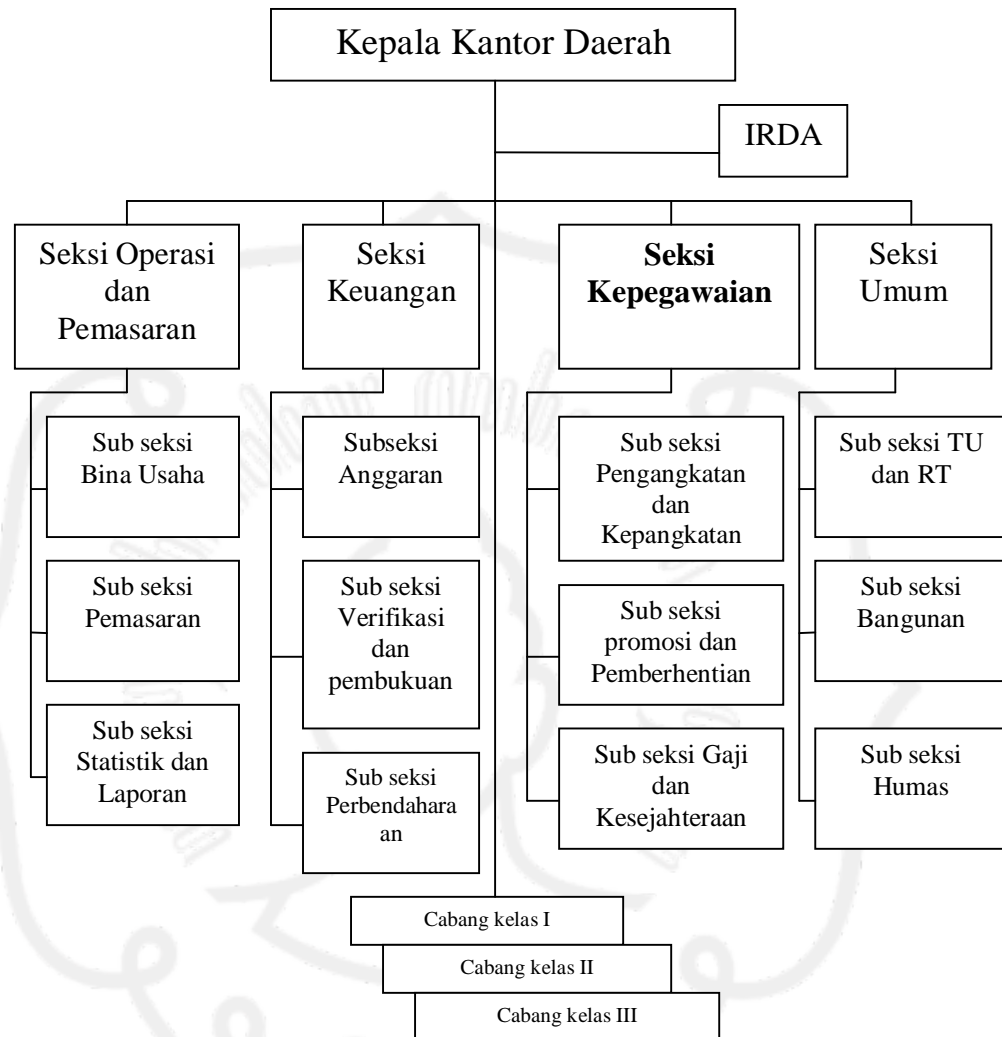 Kepala Kantor Daerah
IRDA
Seksi Operasi
dan
Pemasaran
Seksi
Keuangan
Seksi
Kepegawaian
Seksi
Umum
Sub seksi
Bina Usaha
Sub seksi
Pemasaran
Sub seksi
Statistik dan
Laporan
Subseksi
Anggaran
Sub seksi
Verifikasi
dan
pembukuan
Sub seksi
Perbendahara
an
Sub seksi
Pengangkatan
dan
Kepangkatan
Sub seksi
promosi dan
Pemberhentian
Sub seksi Gaji
dan
Kesejahteraan
Sub seksi TU
dan RT
Sub seksi
Bangunan
Sub seksi
Humas
Cabang kelas I
Cabang kelas II
Cabang kelas III